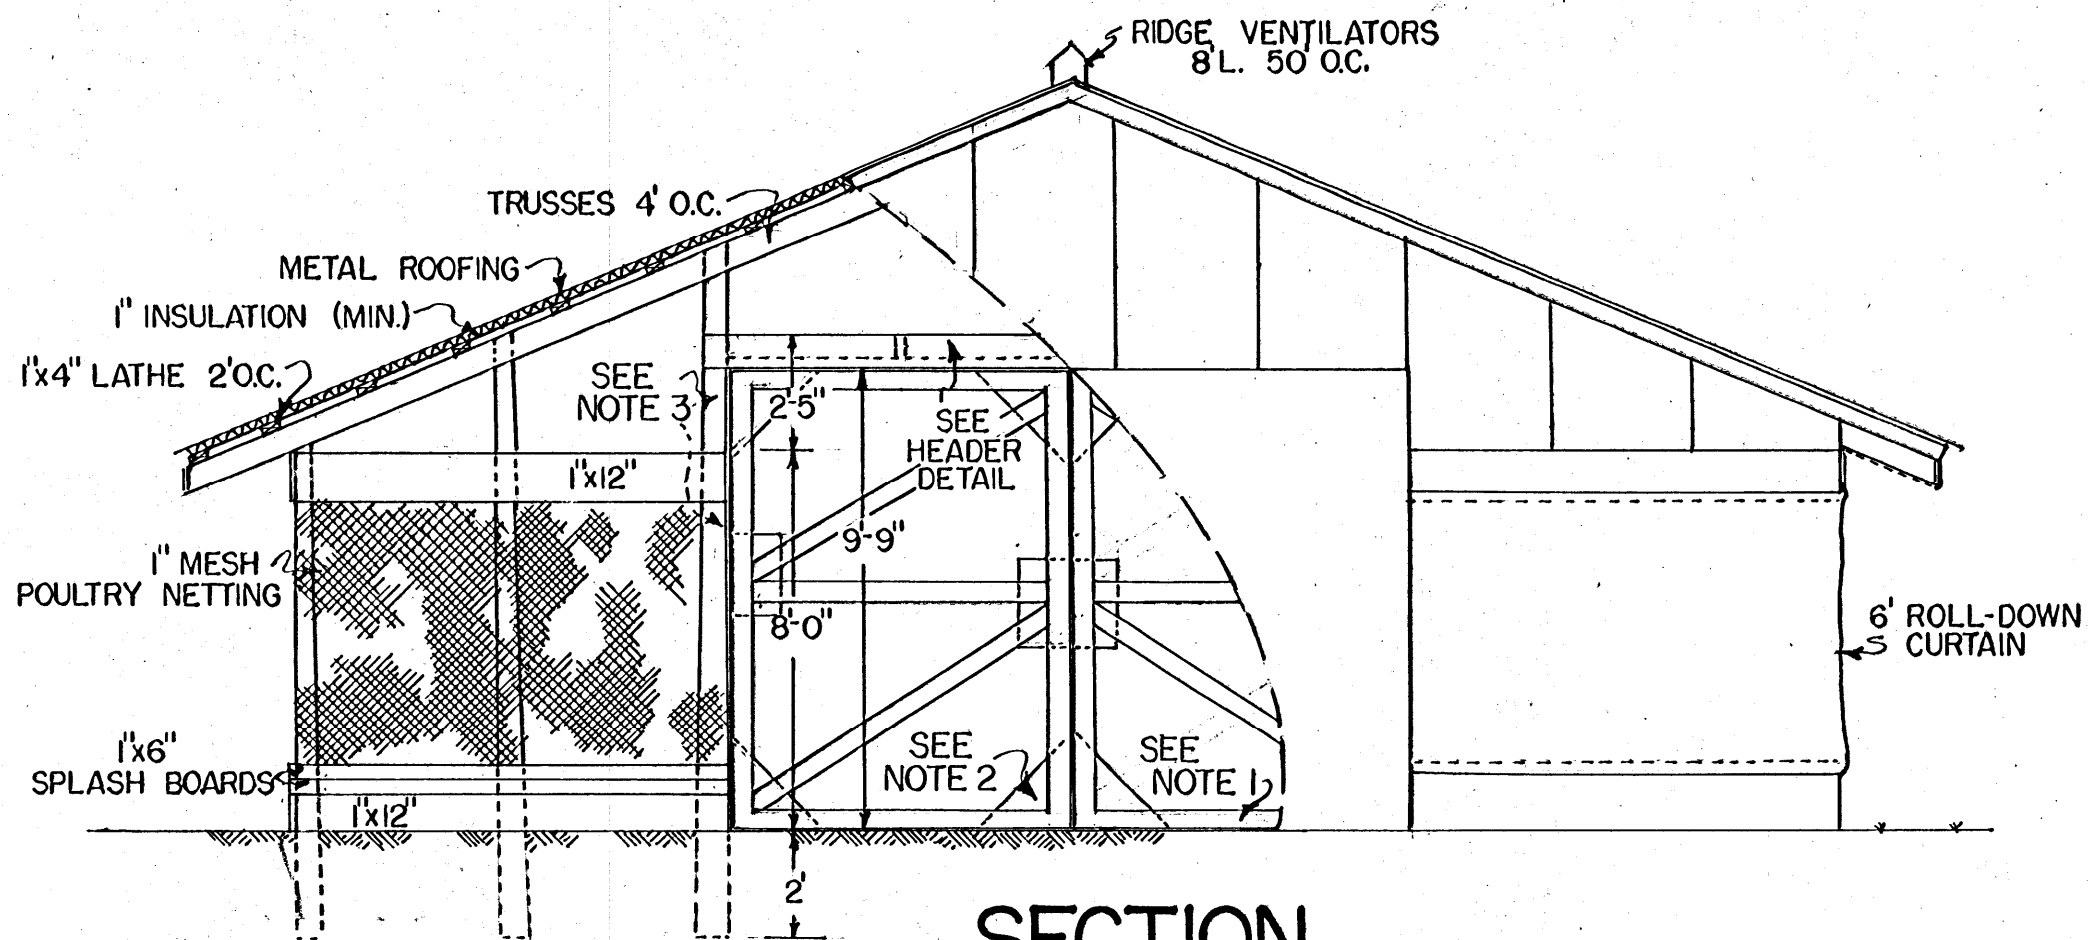 RIDGE VENTILATORS
8'L. 50' O.C.
TRUSSES 4' O.C.
METAL ROOFING
1" INSULATION (MIN.)
1"x4" LATHE 2'O.C.
SEE
NOTE 3
2'-5"
SEE
HEADER
DETAIL
1"x12"
9'-9"
1" MESH
POULTRY NETTING
8'-0"
6' ROLL-DOWN
CURTAIN
1"x6"
SPLASH BOARDS
1"x12"
SEE
NOTE 2
SEE
NOTE 1
2'
SECTION